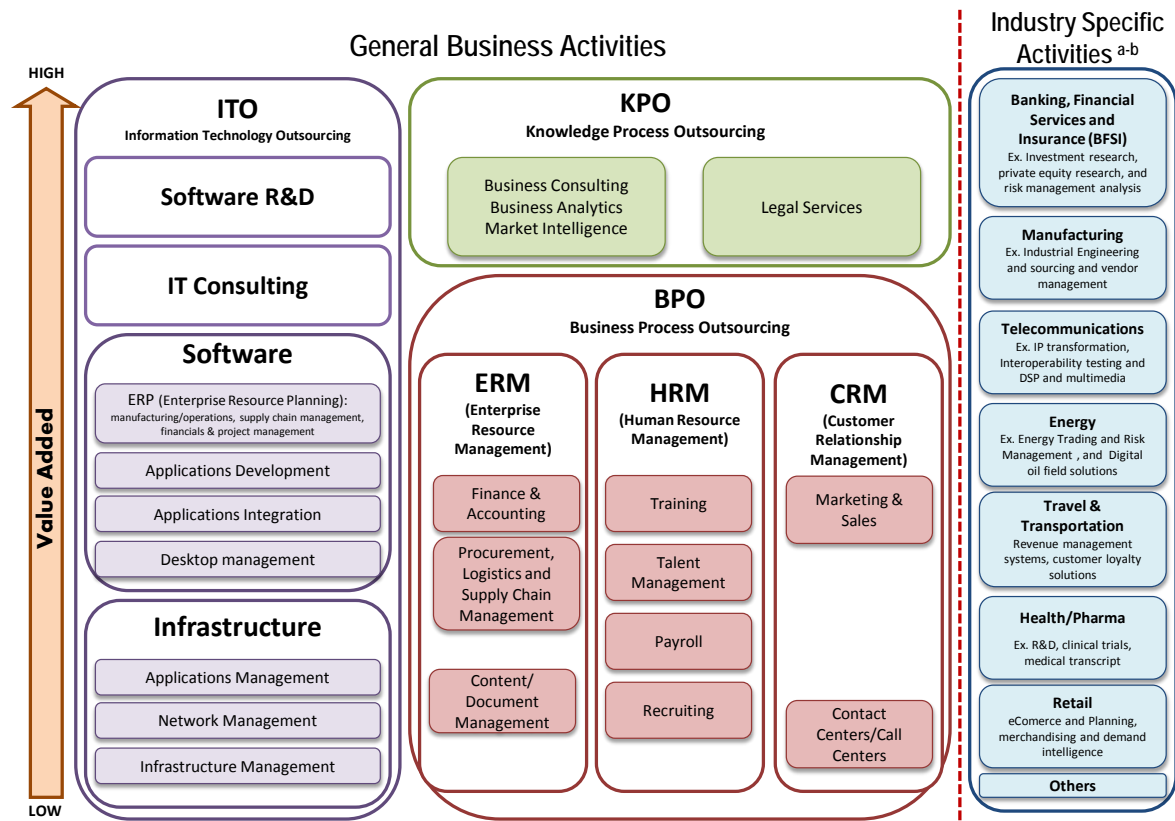 General Business Activities
Industry Specific
Activities a-b
HIGH
Value Added
LOW
ITO
Information Technology Outsourcing
Software R&D
IT Consulting
Software
ERP (Enterprise Resource Planning):
manufacturing/operations, supply chain management,
financials & project management
Applications Development
Applications Integration
Desktop management
Infrastructure
Applications Management
Network Management
Infrastructure Management
KPO
Knowledge Process Outsourcing
Business Consulting
Business Analytics
Market Intelligence
Legal Services
BPO
Business Process Outsourcing
ERM
(Enterprise
Resource
Management)
Finance &
Accounting
Procurement,
Logistics and
Supply Chain
Management
Content/
Document
Management
HRM
(Human Resource
Management)
Training
Talent
Management
Payroll
Recruiting
CRM
(Customer
Relationship
Management)
Marketing &
Sales
Contact
Centers/Call
Centers
Banking, Financial
Services and
Insurance (BFSI)
Ex. Investment research,
private equity research, and
risk management analysis
Manufacturing
Ex. Industrial Engineering
and sourcing and vendor
management
Telecommunications
Ex. IP transformation,
Interoperability testing and
DSP and multimedia
Energy
Ex. Energy Trading and Risk
Management , and Digital
oil field solutions
Travel &
Transportation
Revenue management
systems, customer loyalty
solutions
Health/Pharma
Ex. R&D, clinical trials,
medical transcript
Retail
eComerce and Planning,
merchandising and demand
intelligence
Others